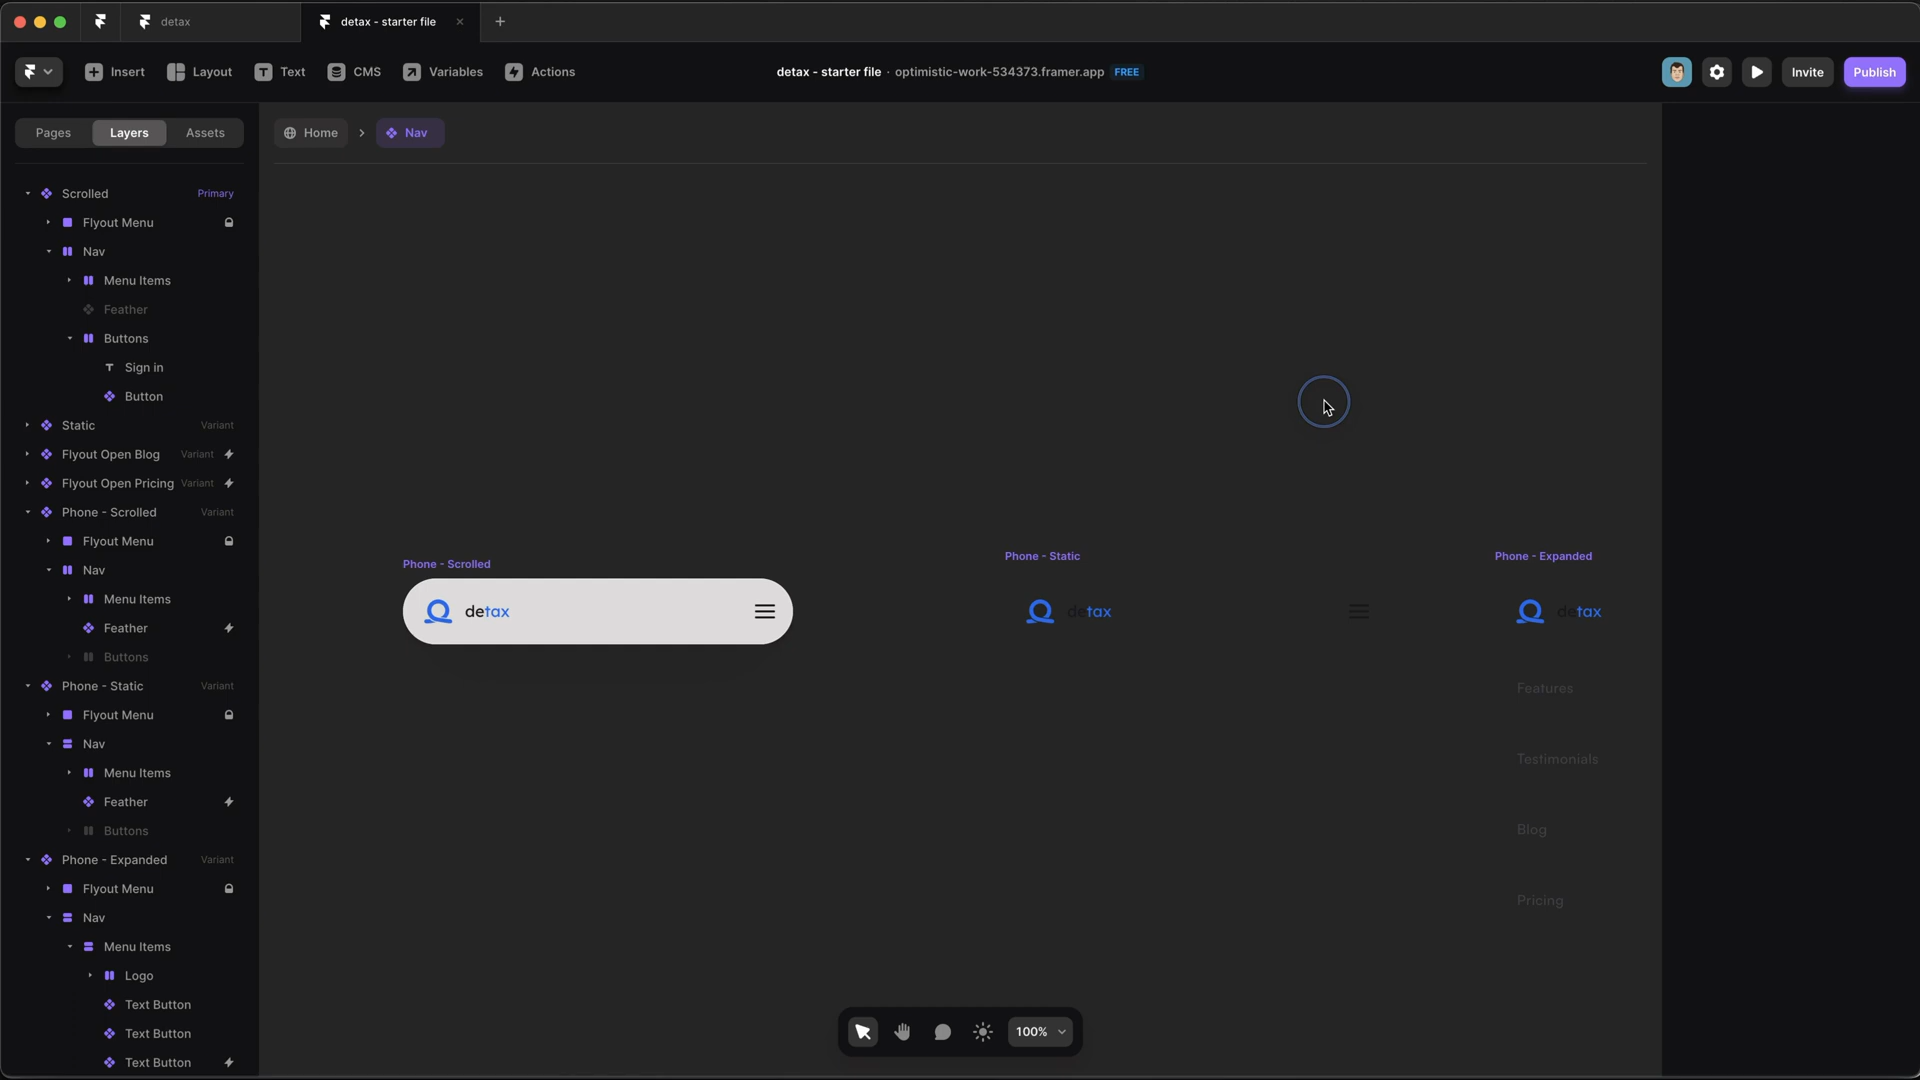 detax
detax - starter file
Insert
Layout
Text
CMS
Variables
Actions
detax - starter file · optimistic-work-534373.framer.app FREE
Invite
Publish
Pages
Layers
Assets
Home
Nav
Scrolled Primary
Flyout Menu
Nav
Menu Items
Feather
Buttons
Sign in
Button
Static Variant
Flyout Open Blog Variant
Flyout Open Pricing Variant
Phone - Scrolled Variant
Flyout Menu
Nav
Menu Items
Feather
Buttons
Phone - Static Variant
Flyout Menu
Nav
Menu Items
Feather
Buttons
Phone - Expanded Variant
Flyout Menu
Nav
Menu Items
Logo
Text Button
Text Button
Text Button
Phone - Scrolled
detax
Phone - Static
detax
Phone - Expanded
detax
Features
Testimonials
Blog
Pricing
100%